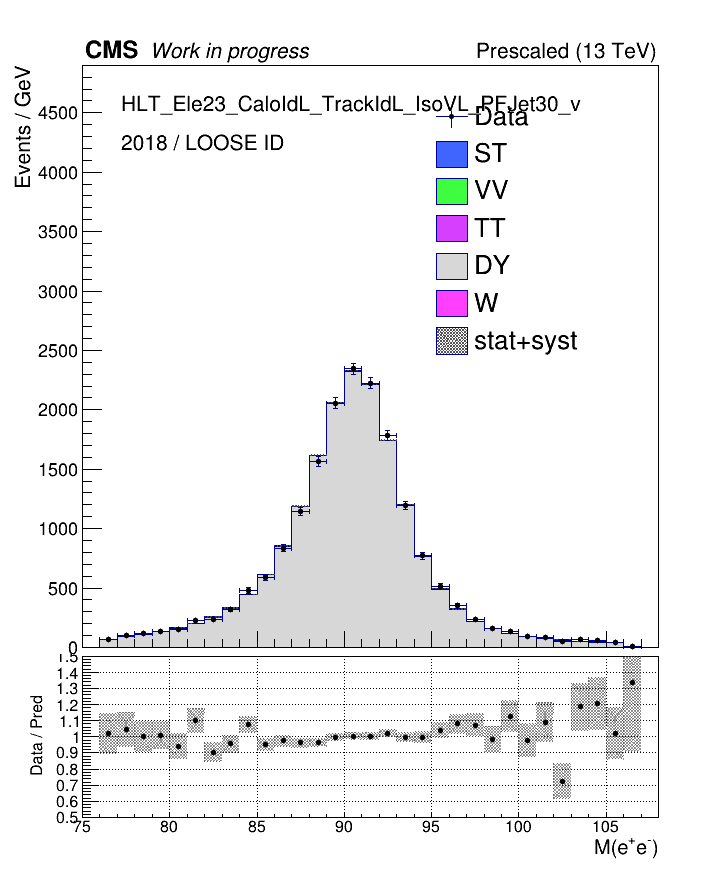 CMS Work in progress Prescaled (13 TeV)
Events / GeV
HLT_Ele23_CaloIdL_TrackIdL_IsoVL_PFJet30_v
2018 / LOOSE ID
Data
ST
VV
TT
DY
W
stat+syst
4500
4000
3500
3000
2500
2000
1500
1000
500
0
Data / Pred
1.5
1.4
1.3
1.2
1.1
1
0.9
0.8
0.7
0.6
0.5
75 80 85 90 95 100 105
M(e⁺e⁻)